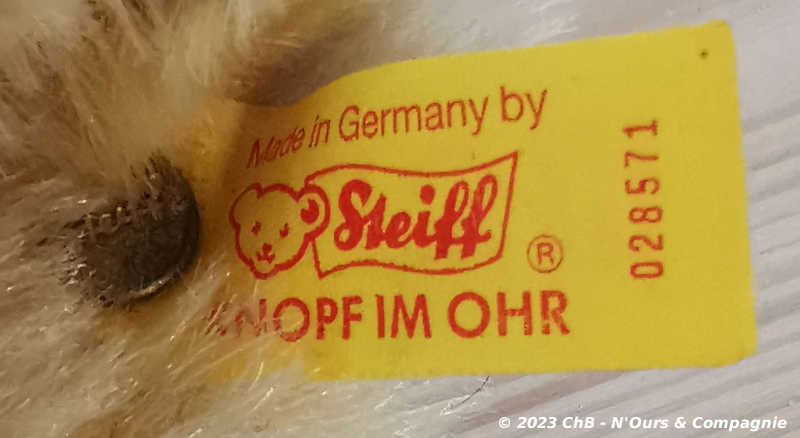 Made in Germany by
Steiff
®
KNOPF IM OHR
028571
© 2023 ChB - N'Ours & Compagnie